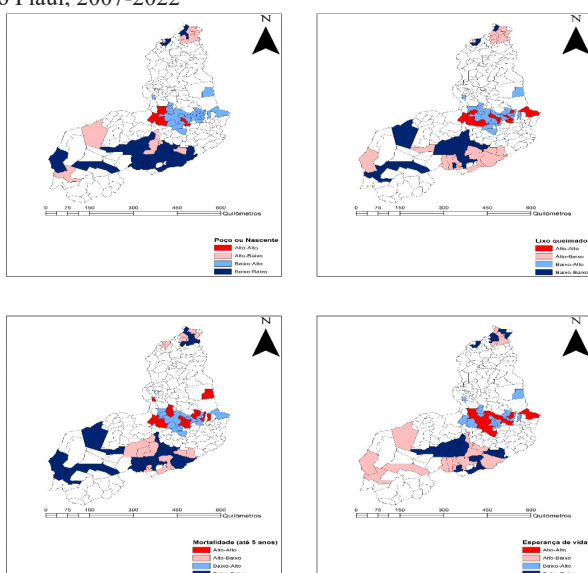 o Piauí, 2007-2022
N
0 75 150 300 450 600
Quilômetros
Poço ou Nascente
Alto-Alto
Alto-Baixo
Baixo-Alto
Baixo-Baixo
N
0 75 150 300 450 600
Quilômetros
Lixo queimado
Alto-Alto
Alto-Baixo
Baixo-Alto
Baixo-Baixo
N
0 75 150 300 450 600
Quilômetros
Mortalidade (até 5 anos)
Alto-Alto
Alto-Baixo
Baixo-Alto
N
0 75 150 300 450 600
Quilômetros
Esperança de vida
Alto-Alto
Alto-Baixo
Baixo-Alto